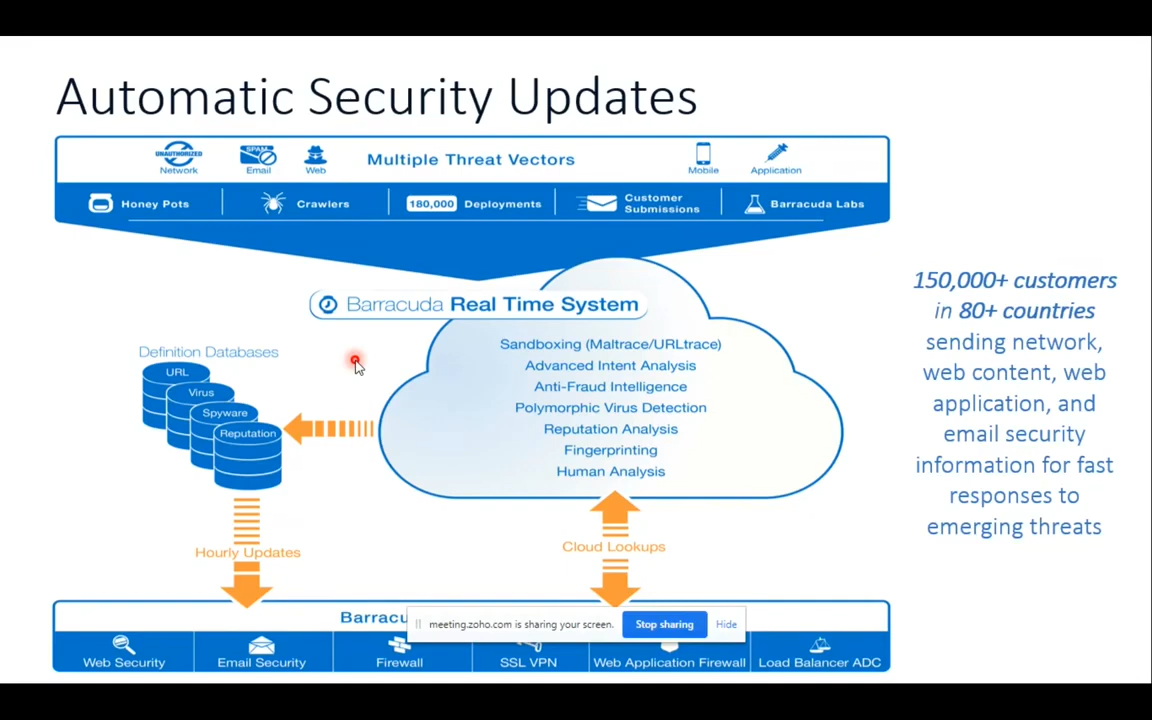 Automatic Security Updates
UNAUTHORIZED
SPAM
Network
Email
Web
Multiple Threat Vectors
Mobile
Application
Honey Pots
Crawlers
180,000 Deployments
Customer
Submissions
Barracuda Labs
Barracuda Real Time System
Sandboxing (Maltrace/URLtrace)
Advanced Intent Analysis
Anti-Fraud Intelligence
Polymorphic Virus Detection
Reputation Analysis
Fingerprinting
Human Analysis
Definition Databases
URL
Virus
Spyware
Reputation
Hourly Updates
Cloud Lookups
150,000+ customers
in 80+ countries
sending network,
web content, web
application, and
email security
information for fast
responses to
emerging threats
Barracu
meeting.zoho.com is sharing your screen.
Stop sharing
Hide
Web Security
Email Security
Firewall
SSL VPN
Web Application Firewall
Load Balancer ADC